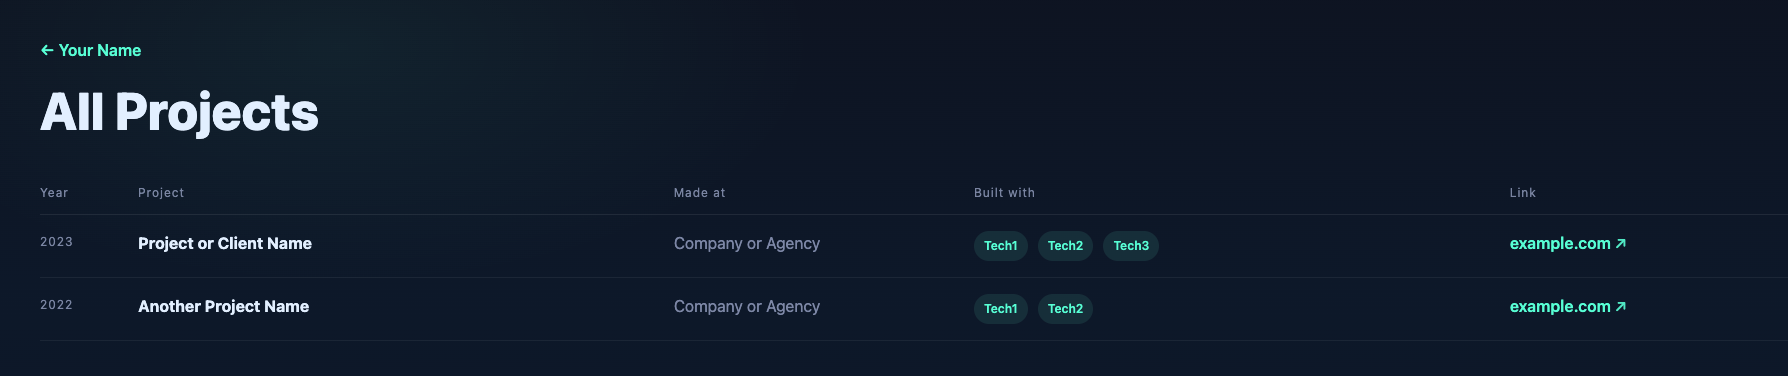 ← Your Name
All Projects
Year Project Made at Built with Link
2023 Project or Client Name Company or Agency Tech1 Tech2 Tech3 example.com ↗
2022 Another Project Name Company or Agency Tech1 Tech2 example.com ↗